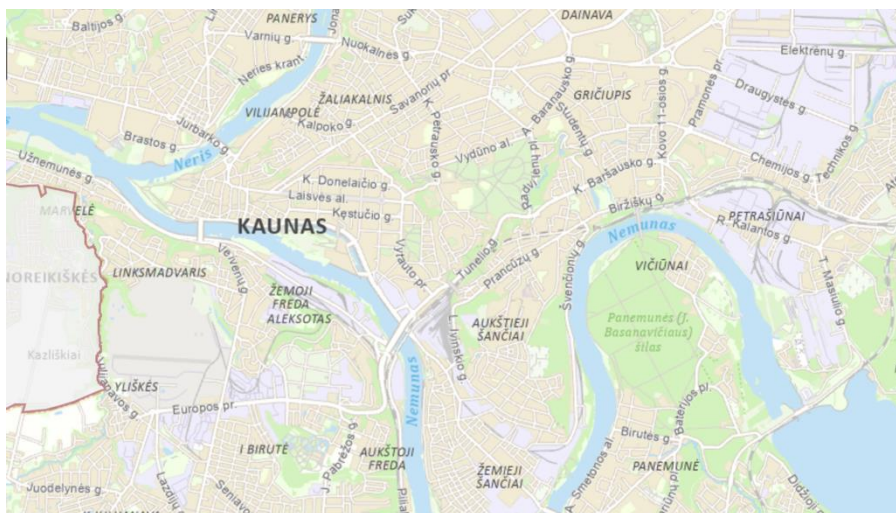 PANERYS
DAINAVA
Baltijos g.
Varnių g.
Nuokalnės g.
Elektrėnų g.
Neries krant.
Savanorių pr.
A. Baranausko g.
Pramonės pr.
ŽALIAKALNIS
GRIČIUPIS
Draugystės g.
VILIJAMPOLĖ
K. Petrausko g.
Studentų g.
Kovo 11-osios g.
Jurbarko g.
Kalpoko g.
Brastos g.
Neris
Vydūno al.
Chemijos g.
Technikos g.
Užnemunės g.
K. Donelaičio g.
K. Baršausko g.
Laisvės al.
Biržiškų g.
MARVELĖ
Kęstučio g.
PETRAŠIŪNAI
KAUNAS
Nemunas
R. Kalantos g.
Veiverių g.
Vytauto pr.
Tunelio g.
Prancūzų g.
NOREIKIŠKĖS
LINKSMADVARIS
VIČIŪNAI
T. Masiulio g.
ŽEMOJI
FREDA
ALEKSOTAS
Švenčionių g.
L. Ivinskio g.
AUKŠTIEJI
ŠANČIAI
Panemunės (J.
Basanavičiaus)
šilas
Kazliškiai
Nemunas
YLIŠKĖS
Europos pr.
Baterijos pl.
I BIRUTĖ
J. Pabrėžos g.
AUKŠTOJI
FREDA
Birutės g.
ŽEMIEJI
ŠANČIAI
A. Smetonos al.
PANEMUNĖ
Juodelynės g.
Lazdijų
Seniavos
Didžioji